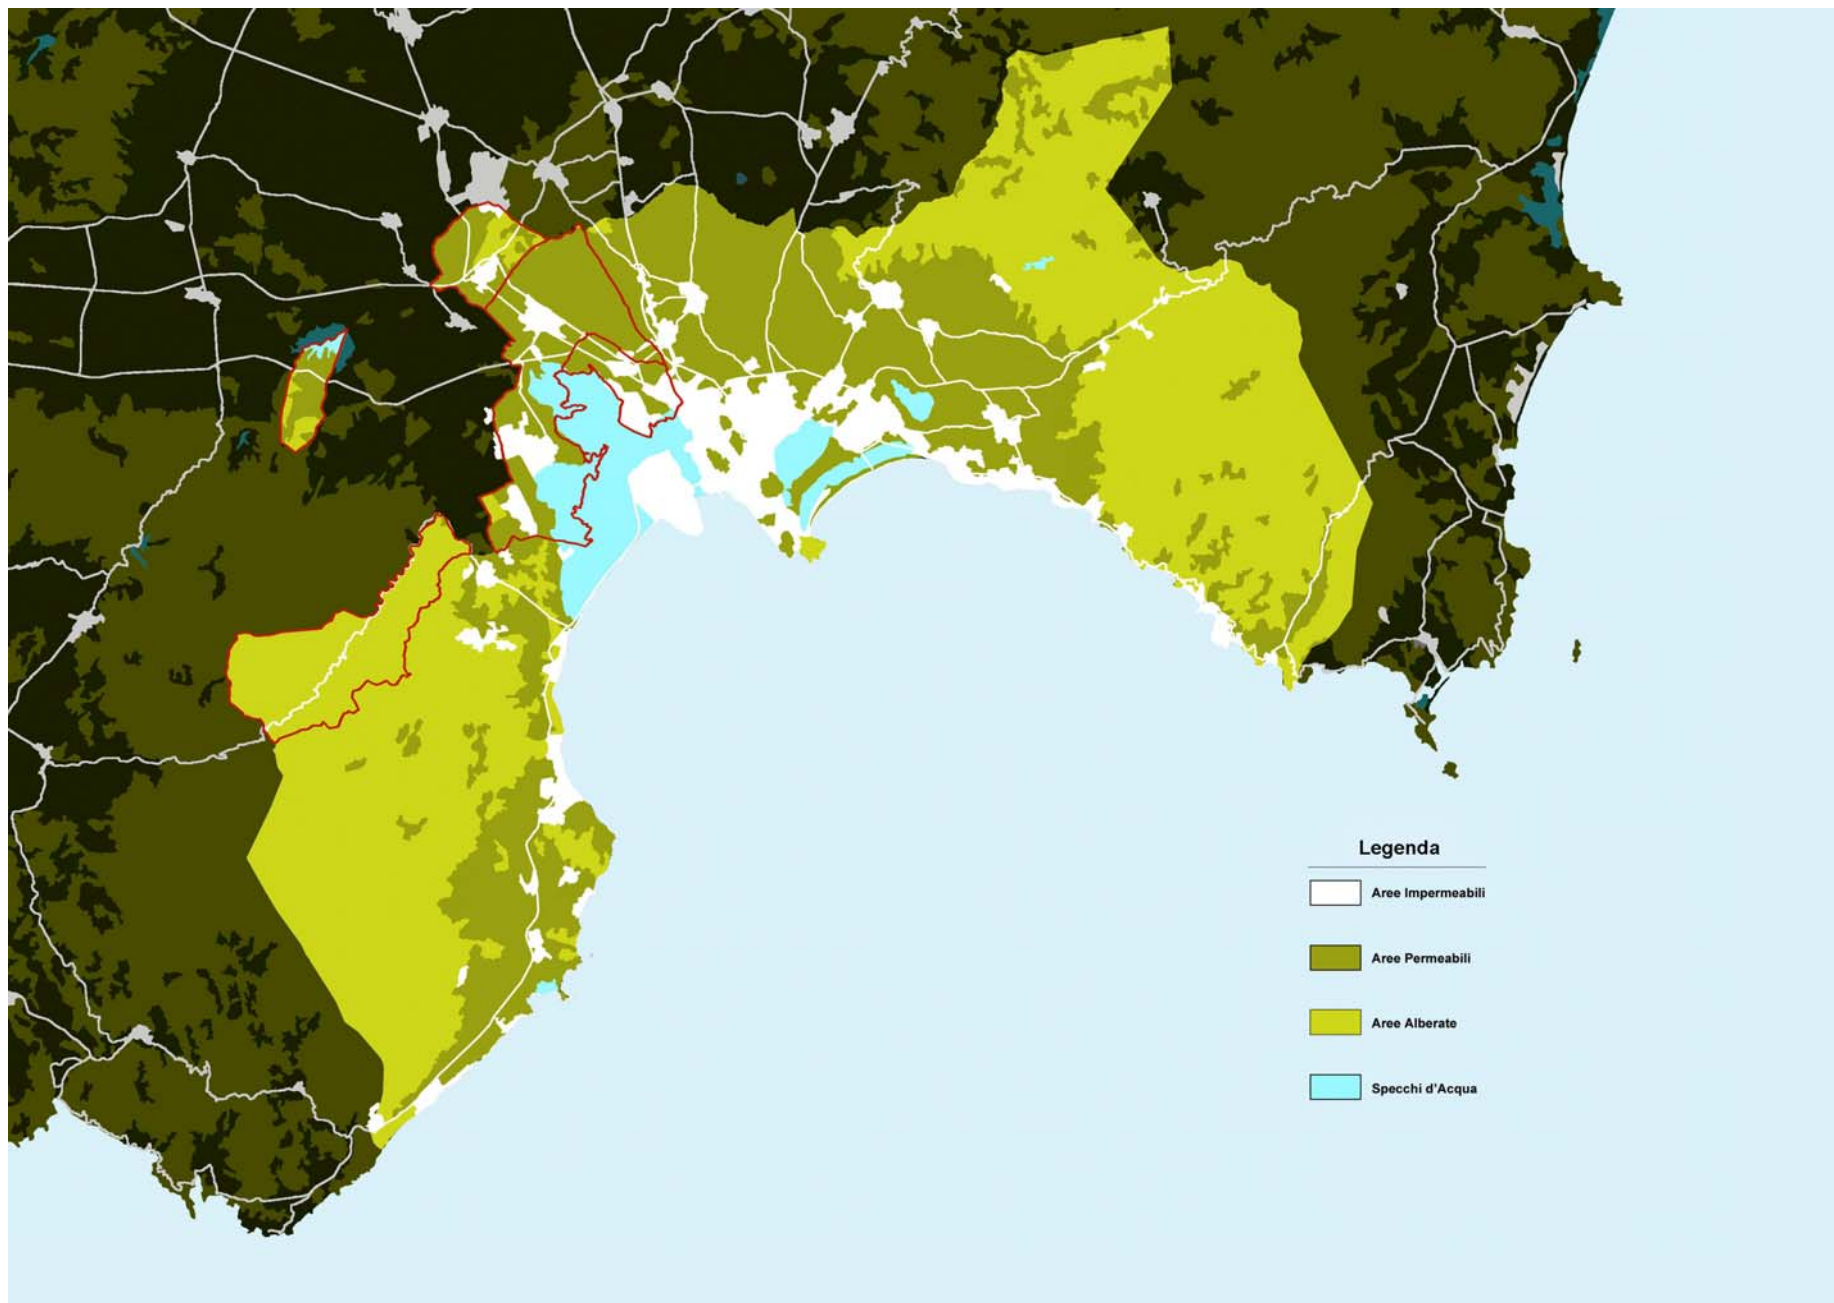 Legenda
Aree Impermeabili
Aree Permeabili
Aree Alberate
Specchi d'Acqua